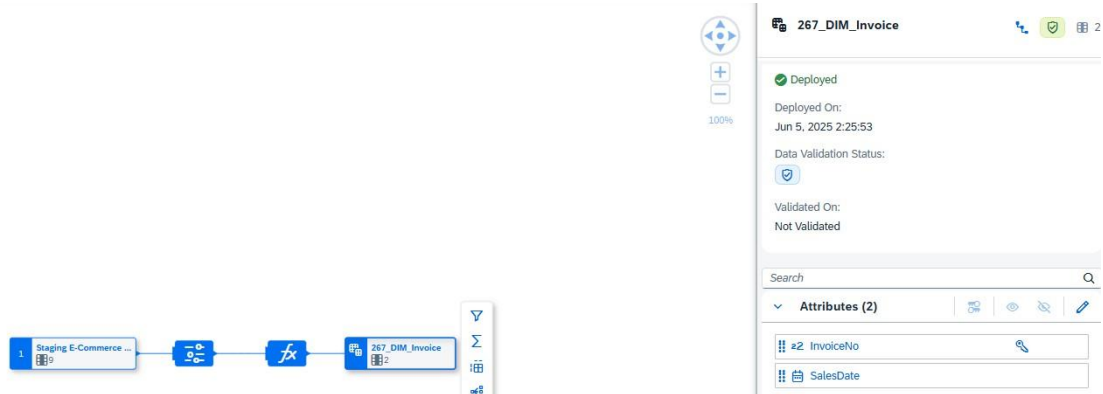 267_DIM_Invoice
2
Deployed
Deployed On:
Jun 5, 2025 2:25:53
100%
Data Validation Status:
Validated On:
Not Validated
Search
Attributes (2)
1
Staging E-Commerce ...
9
fx
267_DIM_Invoice
2
InvoiceNo
SalesDate